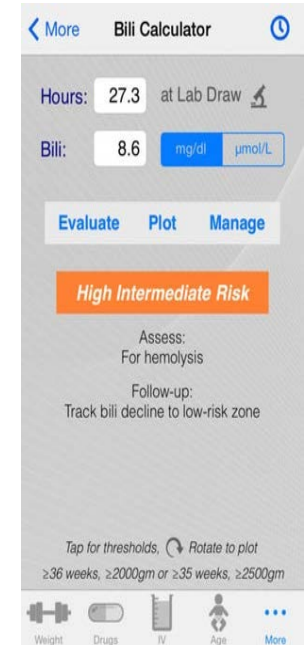 More Bili Calculator
Hours: 27.3 at Lab Draw
Bili: 8.6 mg/dl µmol/L
Evaluate Plot Manage
High Intermediate Risk
Assess:
For hemolysis
Follow-up:
Track bili decline to low-risk zone
Tap for thresholds, Rotate to plot
≥36 weeks, ≥2000gm or ≥35 weeks, ≥2500gm
Weight Drugs IV Age More